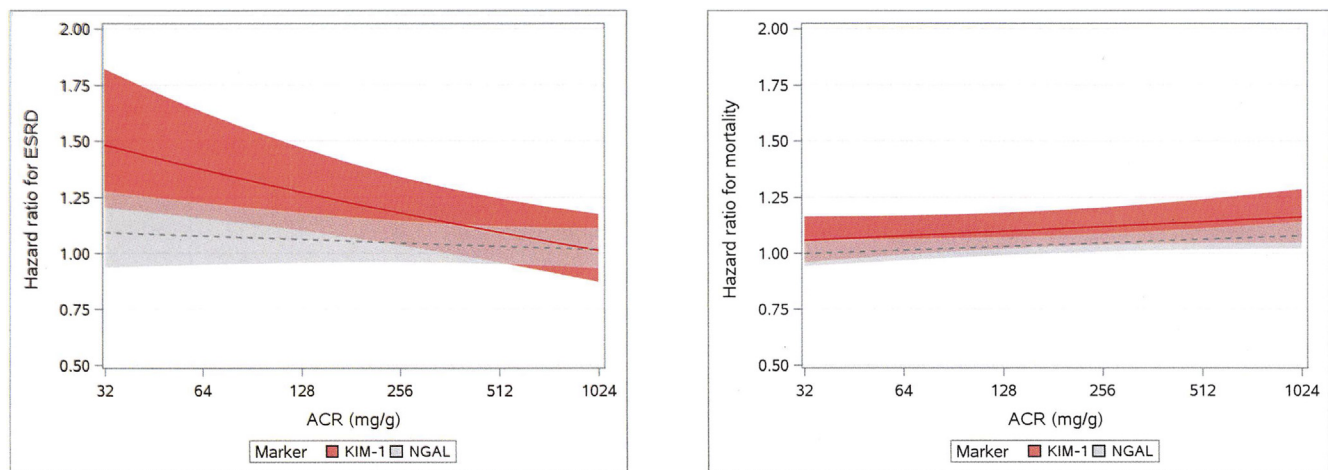 Hazard ratio for ESRD
2.00
1.75
1.50
1.25
1.00
0.75
0.50
32 64 128 256 512 1024
ACR (mg/g)
Marker KIM-1 NGAL
Hazard ratio for mortality
2.00
1.75
1.50
1.25
1.00
0.75
0.50
32 64 128 256 512 1024
ACR (mg/g)
Marker KIM-1 NGAL